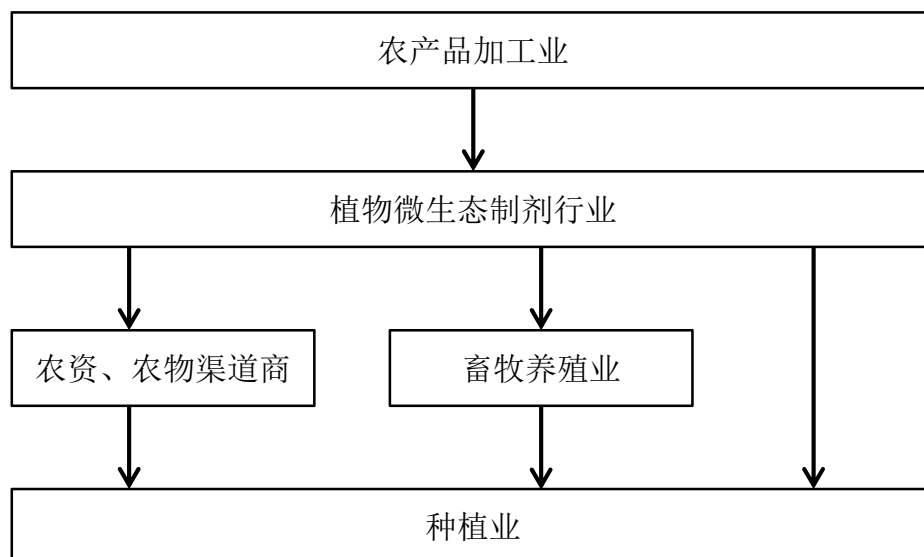 农产品加工业
植物微生态制剂行业
农资、农物渠道商
畜牧养殖业
种植业